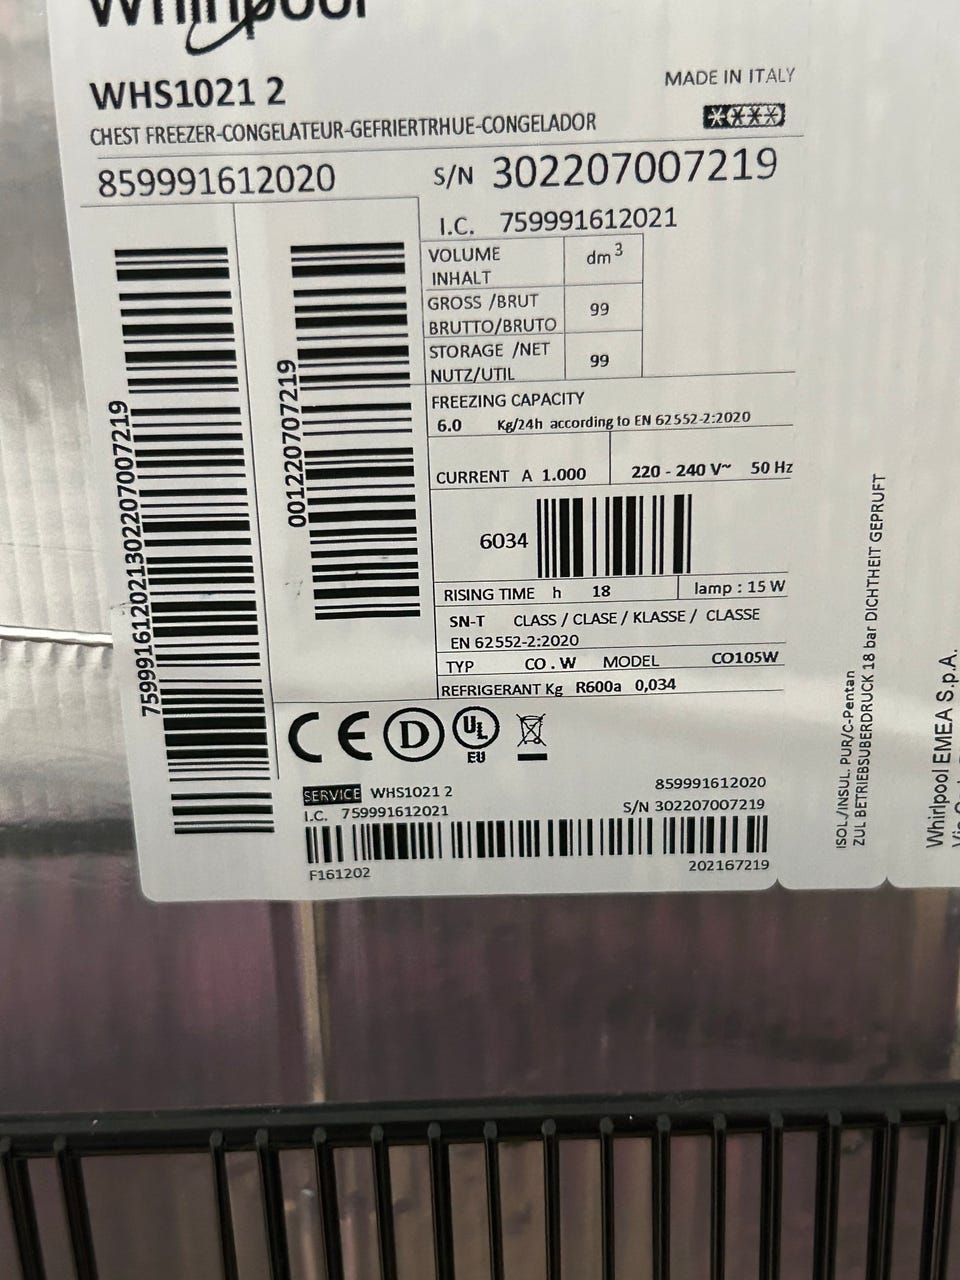 Whirlpool
WHS1021 2
MADE IN ITALY
CHEST FREEZER-CONGELATEUR-GEFRIERTRHUE-CONGELADOR
859991612020
S/N 302207007219
I.C. 759991612021
VOLUME
INHALT
dm3
GROSS /BRUT
BRUTTO/BRUTO
99
STORAGE /NET
NUTZ/UTIL
99
FREEZING CAPACITY
6.0 Kg/24h according to EN 62552-2:2020
CURRENT A 1.000
220 - 240 V~ 50 Hz
6034
RISING TIME h 18
lamp : 15 W
SN-T CLASS / CLASE / KLASSE / CLASSE
EN 62552-2:2020
TYP CO . W MODEL CO105W
REFRIGERANT Kg R600a 0,034
759991612021302207007219
001220707219
CE D UL
EU
SERVICE WHS1021 2
859991612020
I.C. 759991612021
S/N 302207007219
F161202
202167219
ISOL./INSUL. PUR/C-Pentan
ZUL BETRIEBSUBERDRUCK 18 bar DICHTHEIT GEPRUFT
Whirlpool EMEA S.p.A.